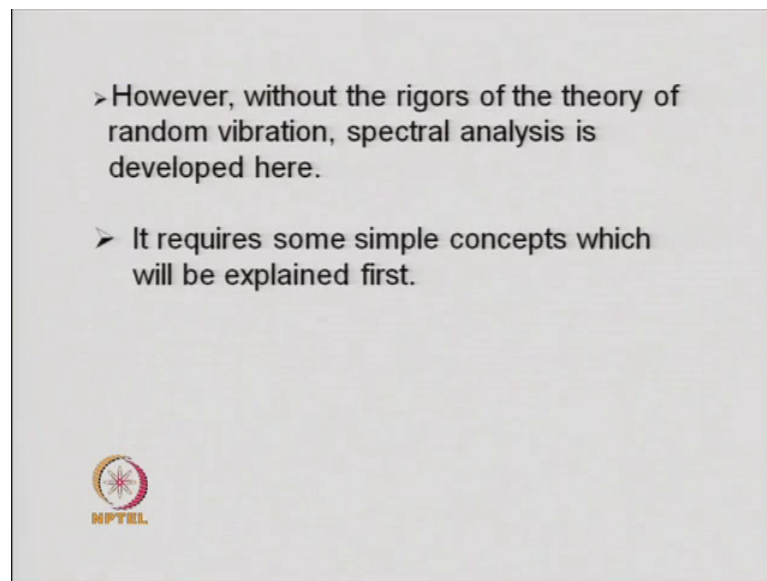 ➢ However, without the rigors of the theory of
random vibration, spectral analysis is
developed here.
➢ It requires some simple concepts which
will be explained first.
NPTEL